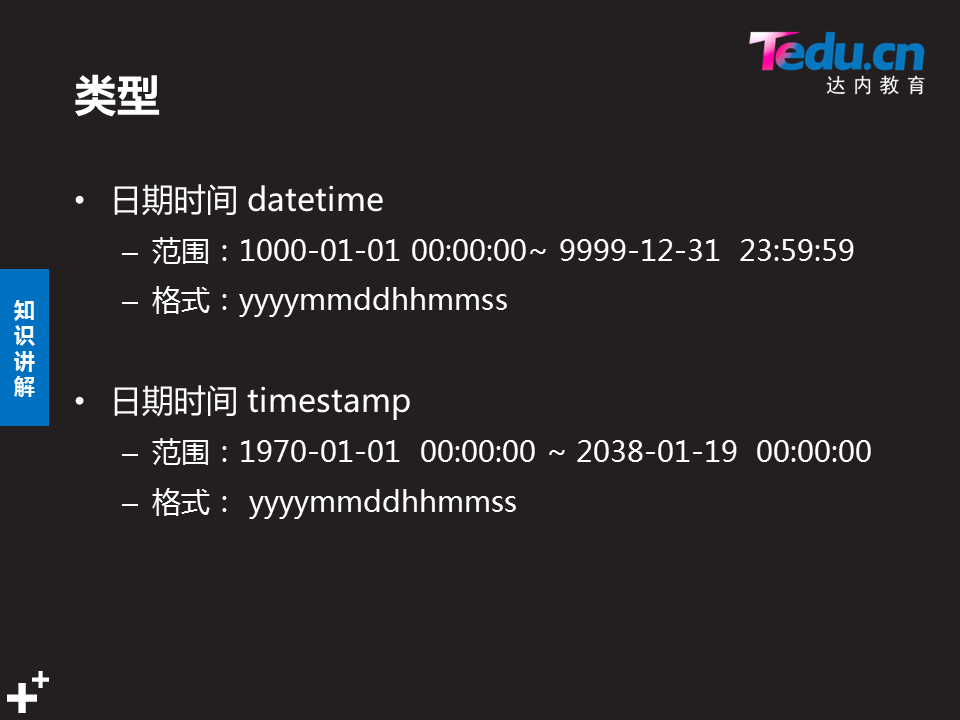 Tedu.cn
达内教育
类型
• 日期时间 datetime
– 范围：1000-01-01 00:00:00~ 9999-12-31  23:59:59
– 格式：yyyymmddhhmmss
知识讲解
• 日期时间 timestamp
– 范围：1970-01-01  00:00:00 ~ 2038-01-19  00:00:00
– 格式： yyyymmddhhmmss